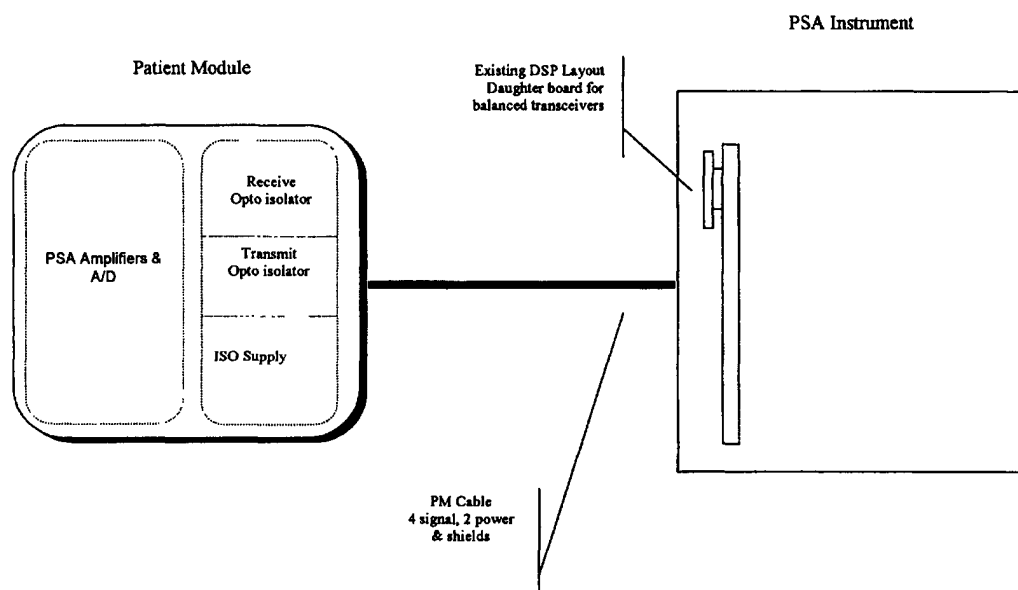 PSA Instrument
Patient Module
Existing DSP Layout
Daughter board for
balanced transceivers
Receive
Opto isolator
PSA Amplifiers &
A/D
Transmit
Opto isolator
ISO Supply
PM Cable
4 signal, 2 power
& shields